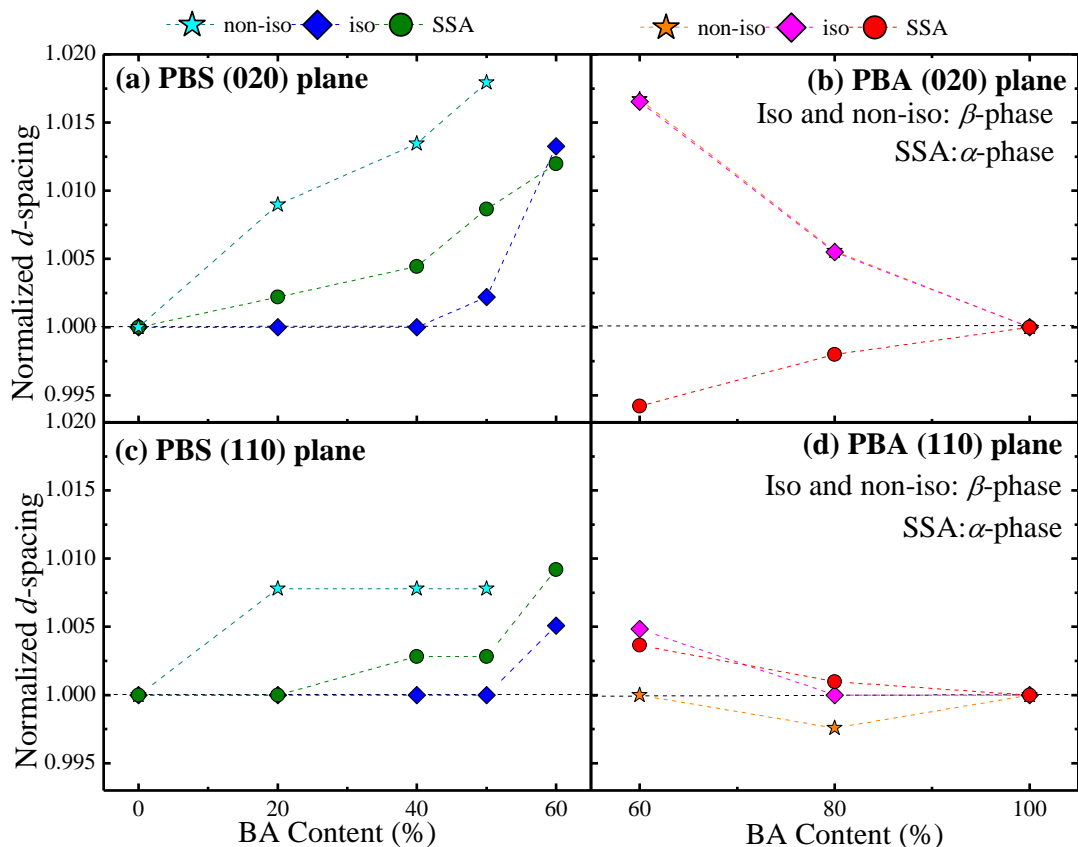 non-iso iso SSA non-iso iso SSA
(a) PBS (020) plane
(b) PBA (020) plane
Iso and non-iso: β-phase
SSA:α-phase
1.020
1.015
1.010
1.005
1.000
0.995
Normalized d-spacing
(c) PBS (110) plane
(d) PBA (110) plane
Iso and non-iso: β-phase
SSA:α-phase
1.020
1.015
1.010
1.005
1.000
0.995
Normalized d-spacing
0 20 40 60 60 80 100
BA Content (%) BA Content (%)